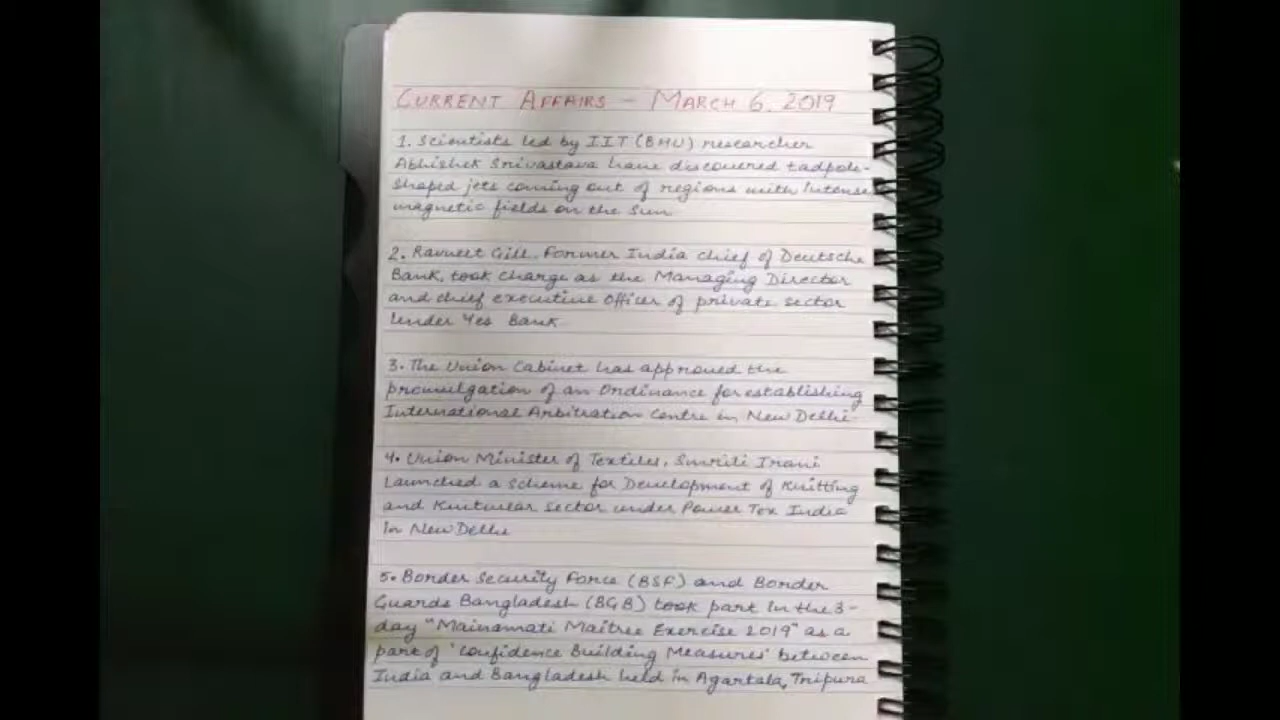 CURRENT AFFAIRS - MARCH 6, 2019
1. Scientists led by IIT (BHU) researcher
Abhishek Srivastava have discovered tadpole-
shaped jets coming out of regions with intense
magnetic fields on the Sun
2. Ravneet Gill, Former India chief of Deutsche
Bank, took charge as the Managing Director
and chief executive officer of private sector
lender Yes Bank
3. The Union Cabinet has approved the
promulgation of an Ordinance for establishing
International Arbitration Centre in New Delhi
4. Union Minister of Textiles, Smriti Irani
Launched a scheme for Development of Knitting
and Knitwear sector under Power Tex India
in New Delhi
5. Border Security Force (BSF) and Border
Guards Bangladesh (BGB) took part in the 3-
day "Mainamati Maitree Exercise 2019" as a
part of 'Confidence Building Measures' between
India and Bangladesh held in Agartala, Tripura